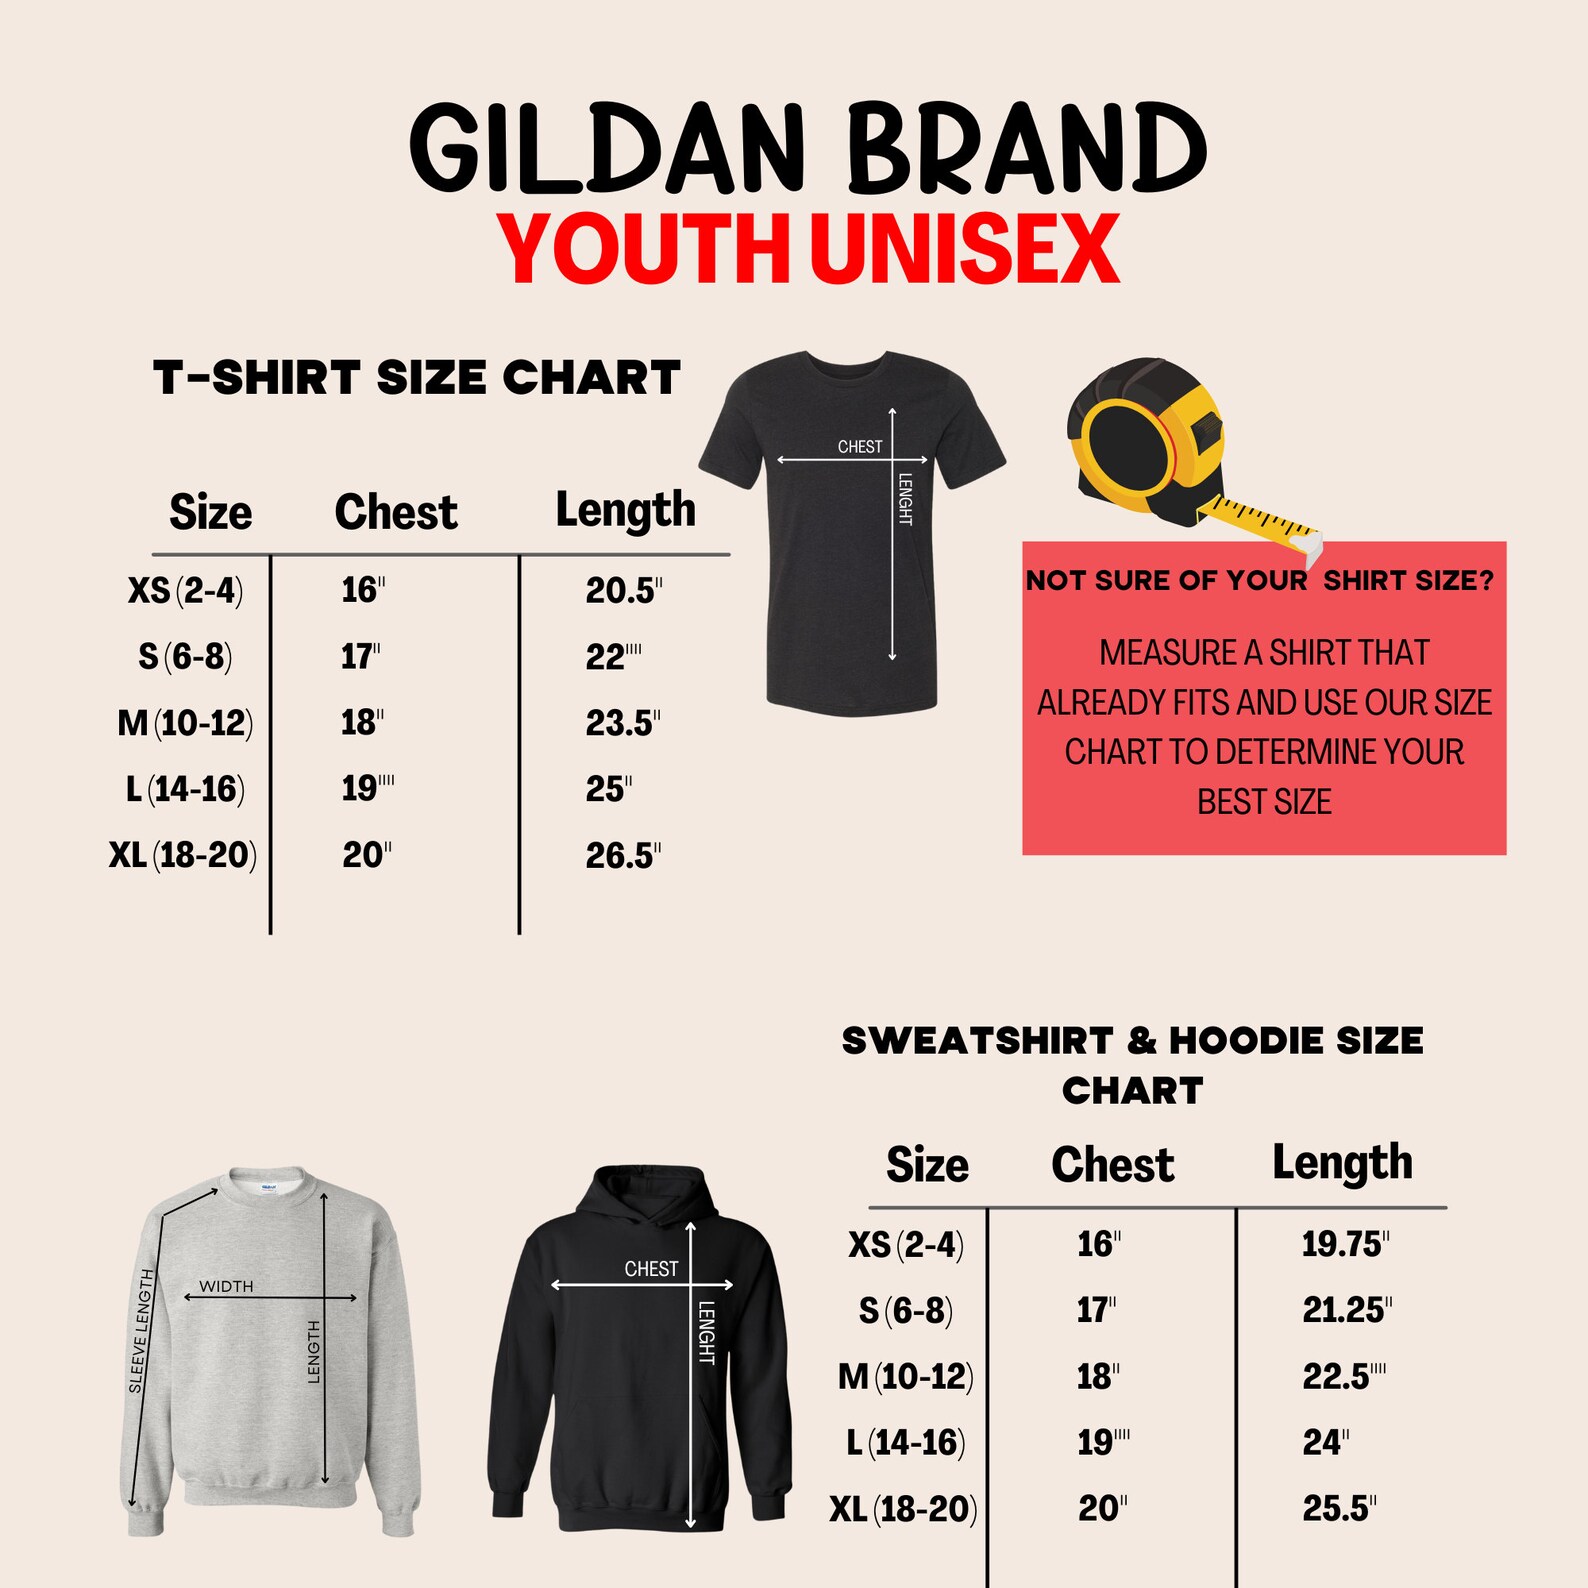 GILDAN BRAND
YOUTH UNISEX
T-SHIRT SIZE CHART
Size Chest Length
XS (2-4) 16" 20.5"
S (6-8) 17" 22""
M (10-12) 18" 23.5"
L (14-16) 19"" 25"
XL (18-20) 20" 26.5"
CHEST
LENGHT
NOT SURE OF YOUR SHIRT SIZE?
MEASURE A SHIRT THAT
ALREADY FITS AND USE OUR SIZE
CHART TO DETERMINE YOUR
BEST SIZE
SWEATSHIRT & HOODIE SIZE
CHART
Size Chest Length
XS (2-4) 16" 19.75"
S (6-8) 17" 21.25"
M (10-12) 18" 22.5""
L (14-16) 19"" 24"
XL (18-20) 20" 25.5"
SLEEVE LENGTH
WIDTH
LENGTH
CHEST
LENGHT